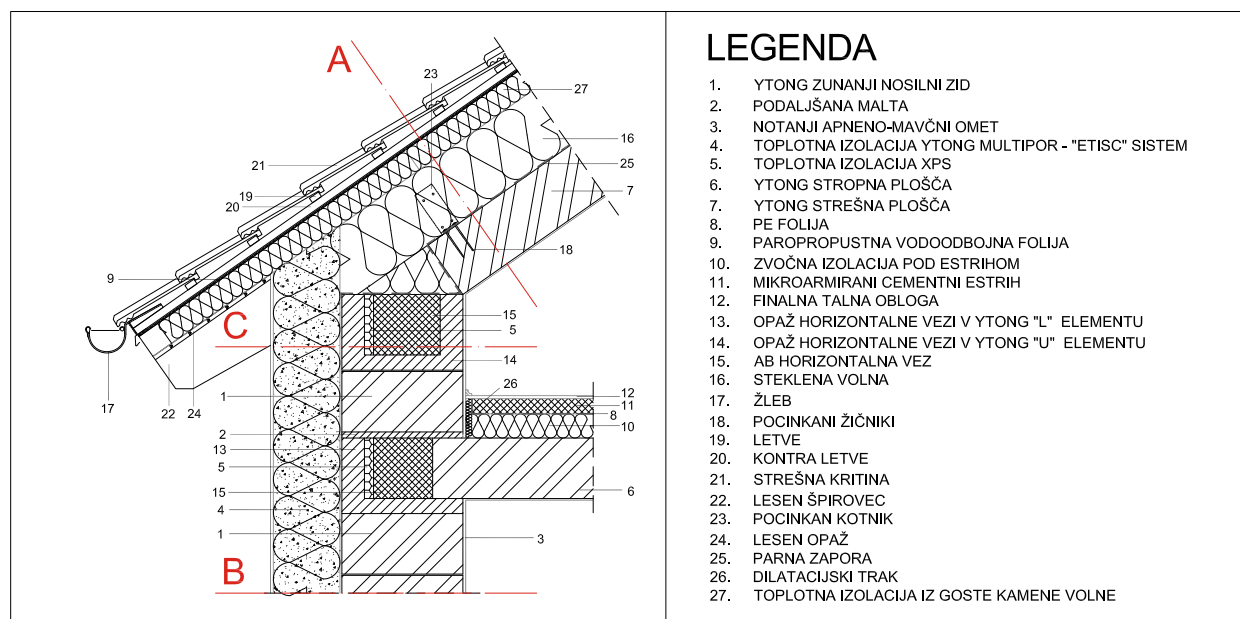 A
23
27
16
21
25
7
19
20
18
9
C
15
5
14
17
22
24
26
1
12
11
8
2
10
13
5
15
6
4
1
3
B
LEGENDA
1. YTONG ZUNANJI NOSILNI ZID
2. PODALJŠANA MALTA
3. NOTANJI APNENO-MAVČNI OMET
4. TOPLOTNA IZOLACIJA YTONG MULTIPOR - "ETISC" SISTEM
5. TOPLOTNA IZOLACIJA XPS
6. YTONG STROPNA PLOŠČA
7. YTONG STREŠNA PLOŠČA
8. PE FOLIJA
9. PAROPROPUSTNA VODOODBOJNA FOLIJA
10. ZVOČNA IZOLACIJA POD ESTRIHOM
11. MIKROARMIRANI CEMENTNI ESTRIH
12. FINALNA TALNA OBLOGA
13. OPAŽ HORIZONTALNE VEZI V YTONG "L" ELEMENTU
14. OPAŽ HORIZONTALNE VEZI V YTONG "U" ELEMENTU
15. AB HORIZONTALNA VEZ
16. STEKLENA VOLNA
17. ŽLEB
18. POCINKANI ŽIČNIKI
19. LETVE
20. KONTRA LETVE
21. STREŠNA KRITINA
22. LESEN ŠPIROVEC
23. POCINKAN KOTNIK
24. LESEN OPAŽ
25. PARNA ZAPORA
26. DILATACIJSKI TRAK
27. TOPLOTNA IZOLACIJA IZ GOSTE KAMENE VOLNE